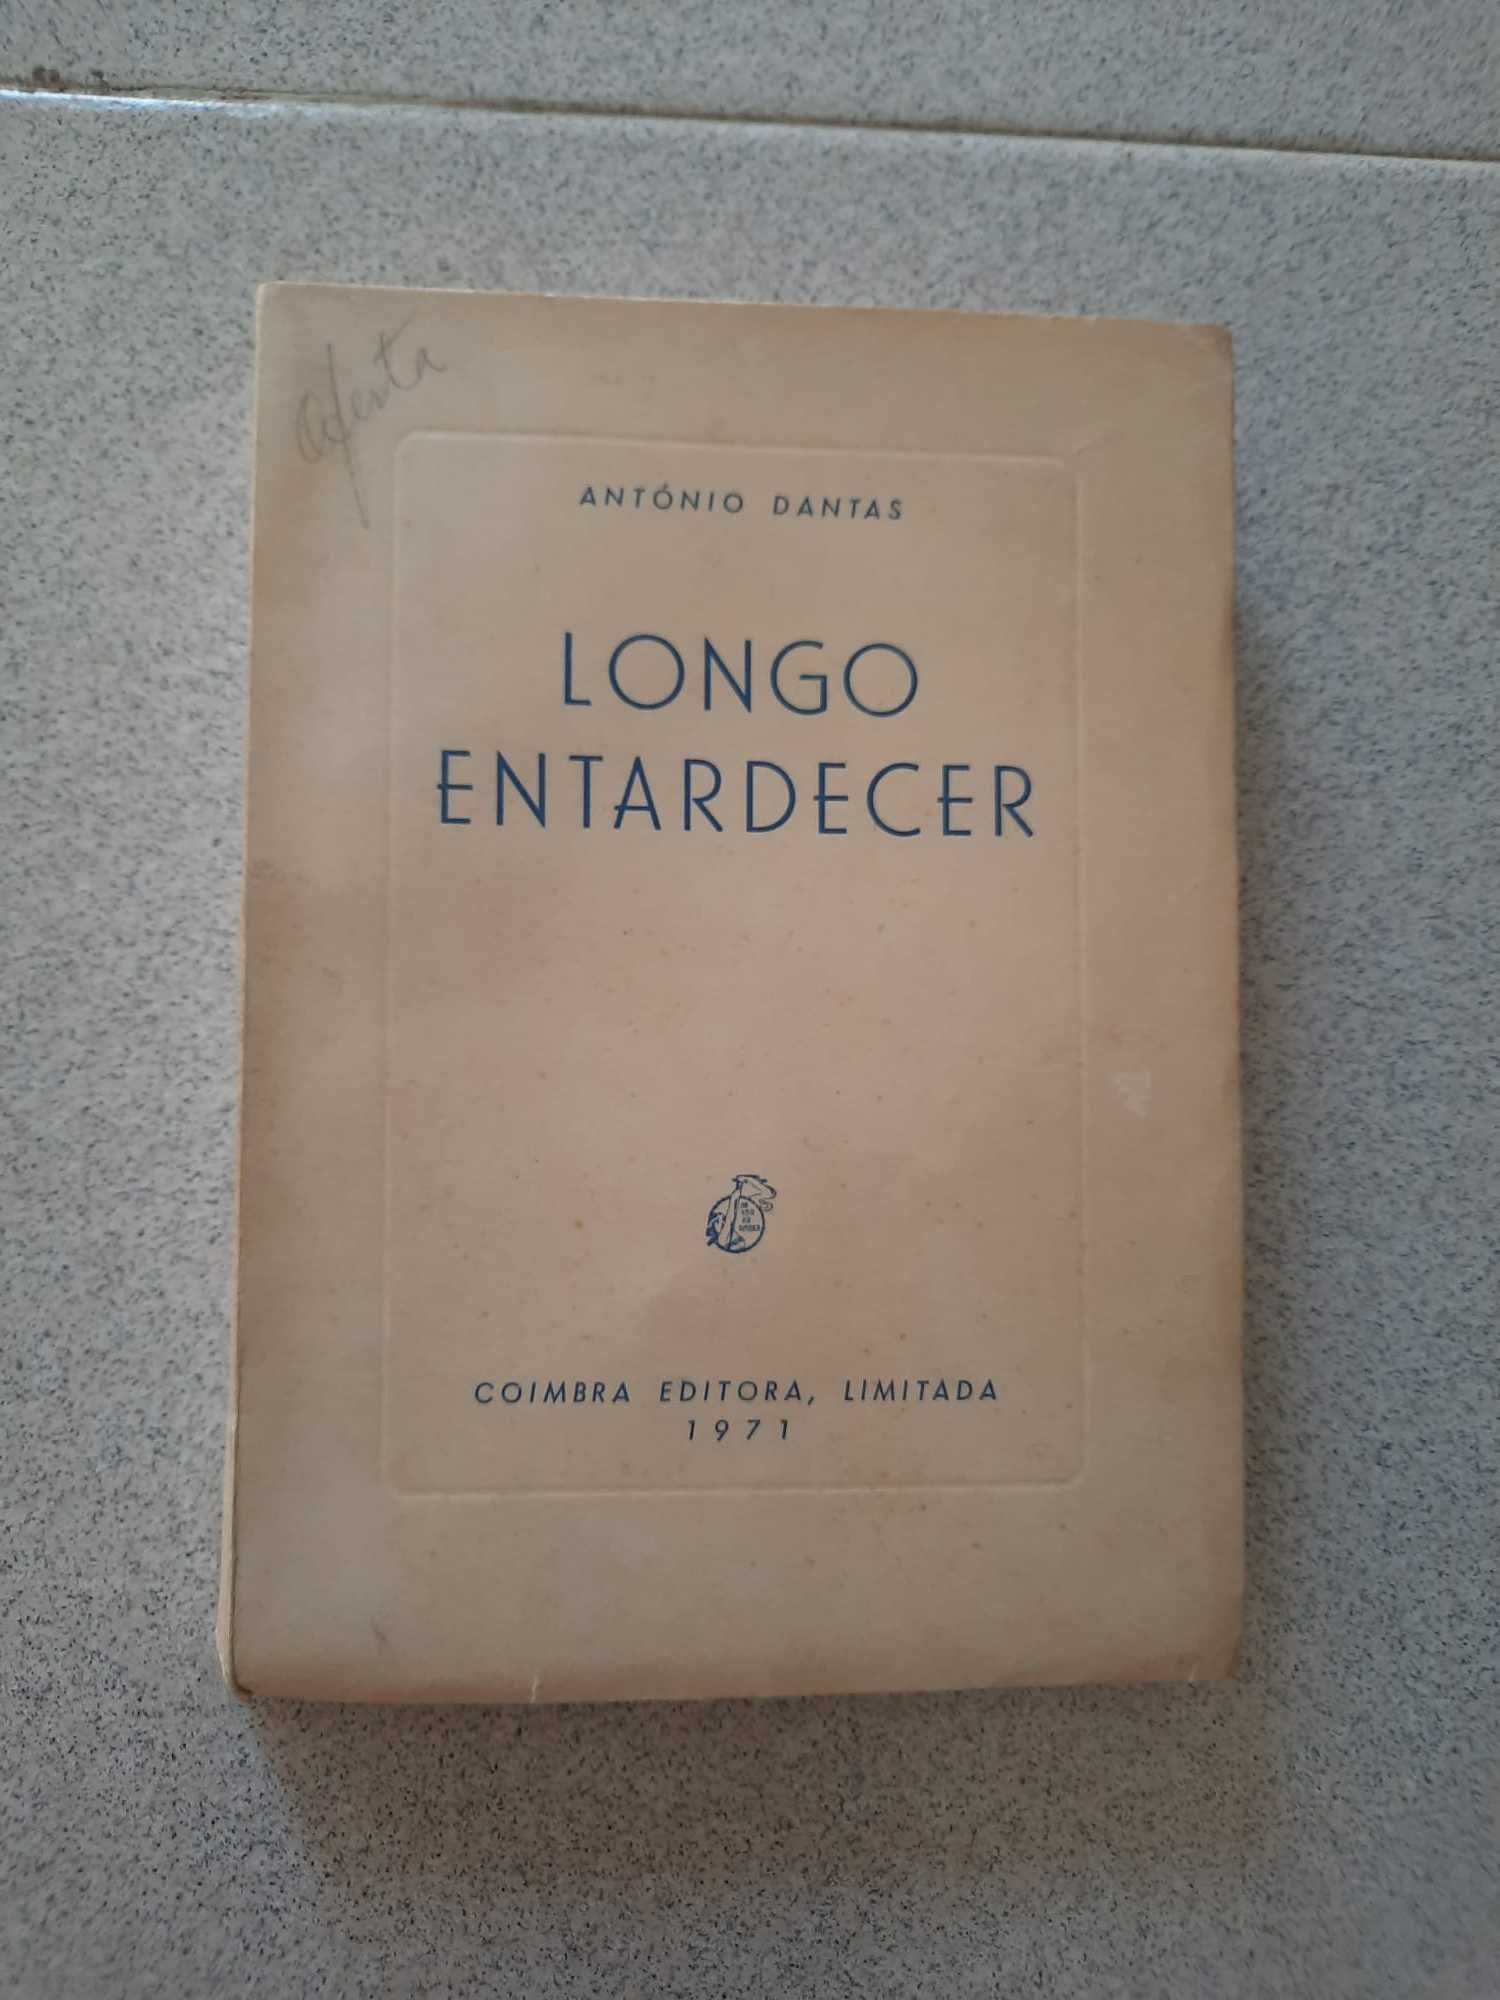 Oferta
ANTÓNIO DANTAS
LONGO
ENTARDECER
COIMBRA EDITORA, LIMITADA
1971